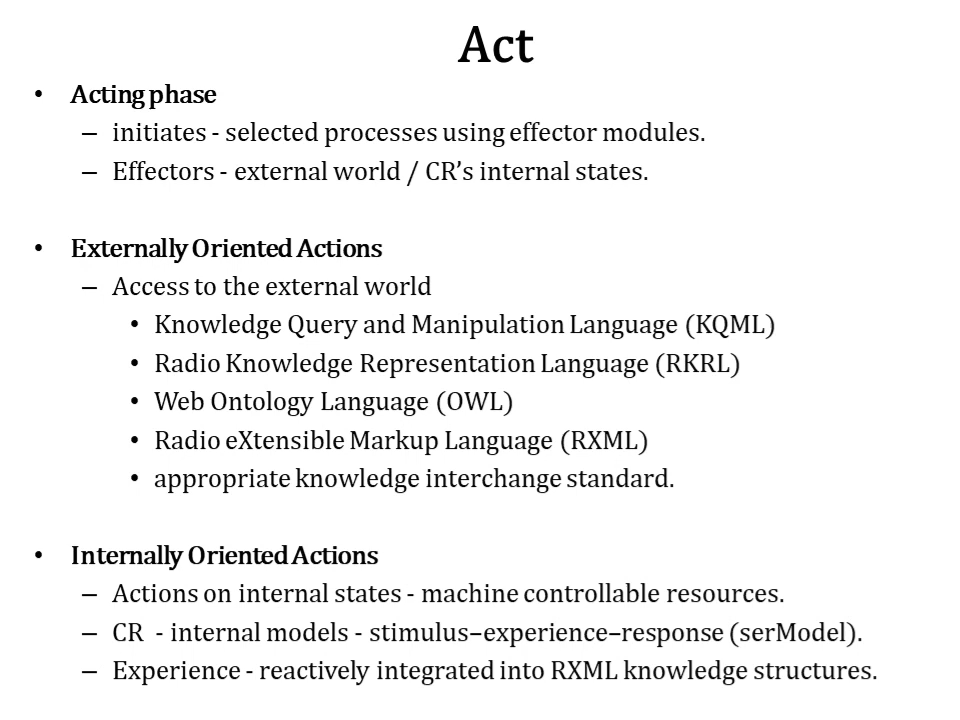 Act
• Acting phase
– initiates - selected processes using effector modules.
– Effectors - external world / CR’s internal states.
• Externally Oriented Actions
– Access to the external world
• Knowledge Query and Manipulation Language (KQML)
• Radio Knowledge Representation Language (RKRL)
• Web Ontology Language (OWL)
• Radio eXtensible Markup Language (RXML)
• appropriate knowledge interchange standard.
• Internally Oriented Actions
– Actions on internal states - machine controllable resources.
– CR - internal models - stimulus–experience–response (serModel).
– Experience - reactively integrated into RXML knowledge structures.